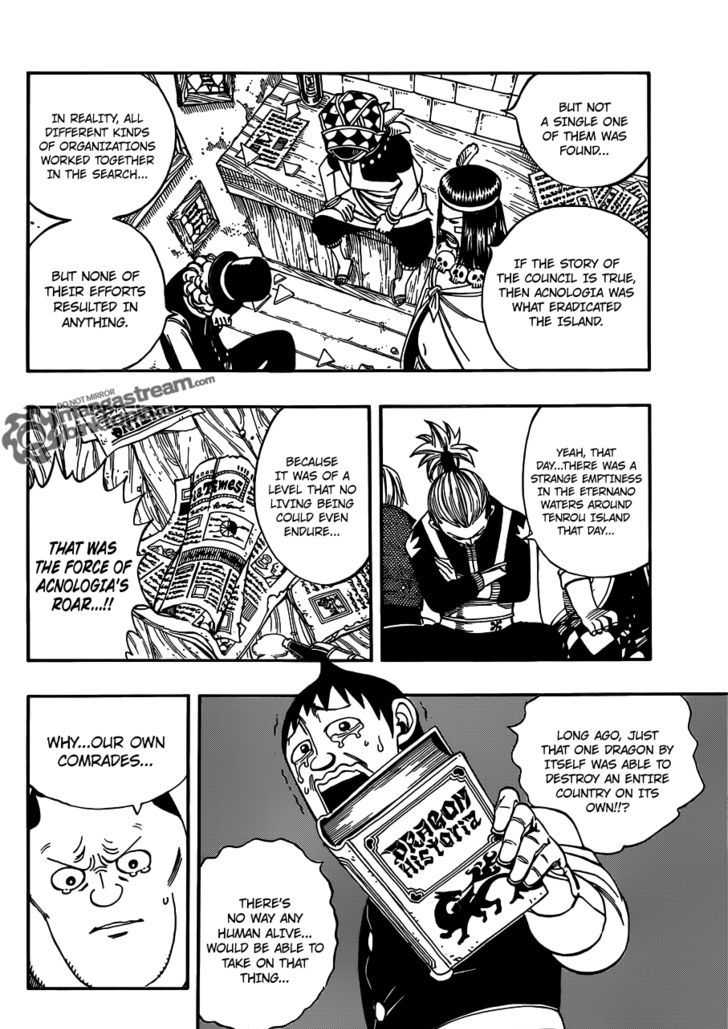 IN REALITY, ALL
DIFFERENT KINDS
OF ORGANIZATIONS
WORKED TOGETHER
IN THE SEARCH...
BUT NOT
A SINGLE ONE
OF THEM WAS
FOUND...
BUT NONE OF
THEIR EFFORTS
RESULTED IN
ANYTHING.
IF THE STORY OF
THE COUNCIL IS TRUE,
THEN ACNOLOGIA WAS
WHAT ERADICATED
THE ISLAND.
DO NOT MIRROR
mangastream.com
BECAUSE
IT WAS OF A
LEVEL THAT NO
LIVING BEING
COULD EVEN
ENDURE...
THAT WAS
THE FORCE OF
ACNOLOGIA'S
ROAR...!!
YEAH, THAT
DAY...THERE WAS A
STRANGE EMPTINESS
IN THE ETERNANO
WATERS AROUND
TENROU ISLAND
THAT DAY...
WHY...OUR OWN
COMRADES...
LONG AGO, JUST
THAT ONE DRAGON BY
ITSELF WAS ABLE TO
DESTROY AN ENTIRE
COUNTRY ON ITS
OWN!!?
DRAGON
HISTORIZ
THERE'S
NO WAY ANY
HUMAN ALIVE...
WOULD BE ABLE TO
TAKE ON THAT
THING...